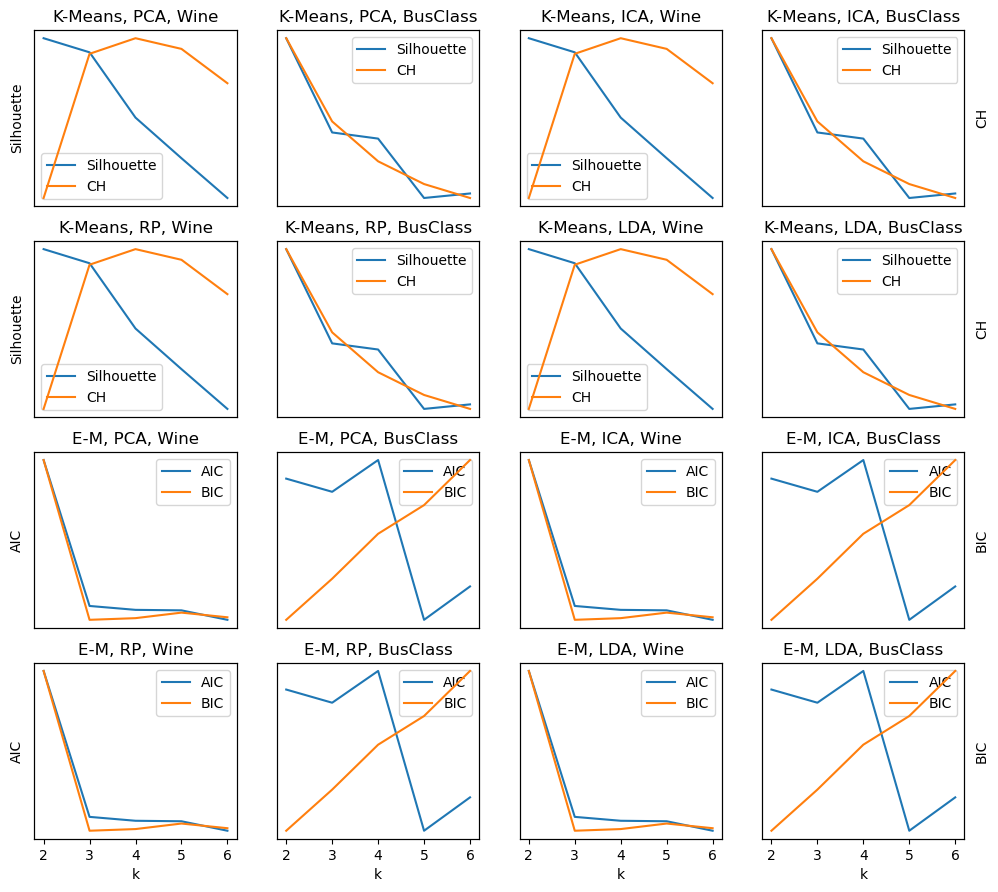 K-Means, PCA, Wine
K-Means, PCA, BusClass
K-Means, ICA, Wine
K-Means, ICA, BusClass
Silhouette
Silhouette
CH
Silhouette
CH
Silhouette
CH
Silhouette
CH
CH
K-Means, RP, Wine
K-Means, RP, BusClass
K-Means, LDA, Wine
K-Means, LDA, BusClass
Silhouette
Silhouette
CH
Silhouette
CH
Silhouette
CH
Silhouette
CH
CH
E-M, PCA, Wine
E-M, PCA, BusClass
E-M, ICA, Wine
E-M, ICA, BusClass
AIC
AIC
BIC
AIC
BIC
AIC
BIC
AIC
BIC
BIC
E-M, RP, Wine
E-M, RP, BusClass
E-M, LDA, Wine
E-M, LDA, BusClass
AIC
AIC
BIC
AIC
BIC
AIC
BIC
AIC
BIC
BIC
2 3 4 5 6
k
2 3 4 5 6
k
2 3 4 5 6
k
2 3 4 5 6
k